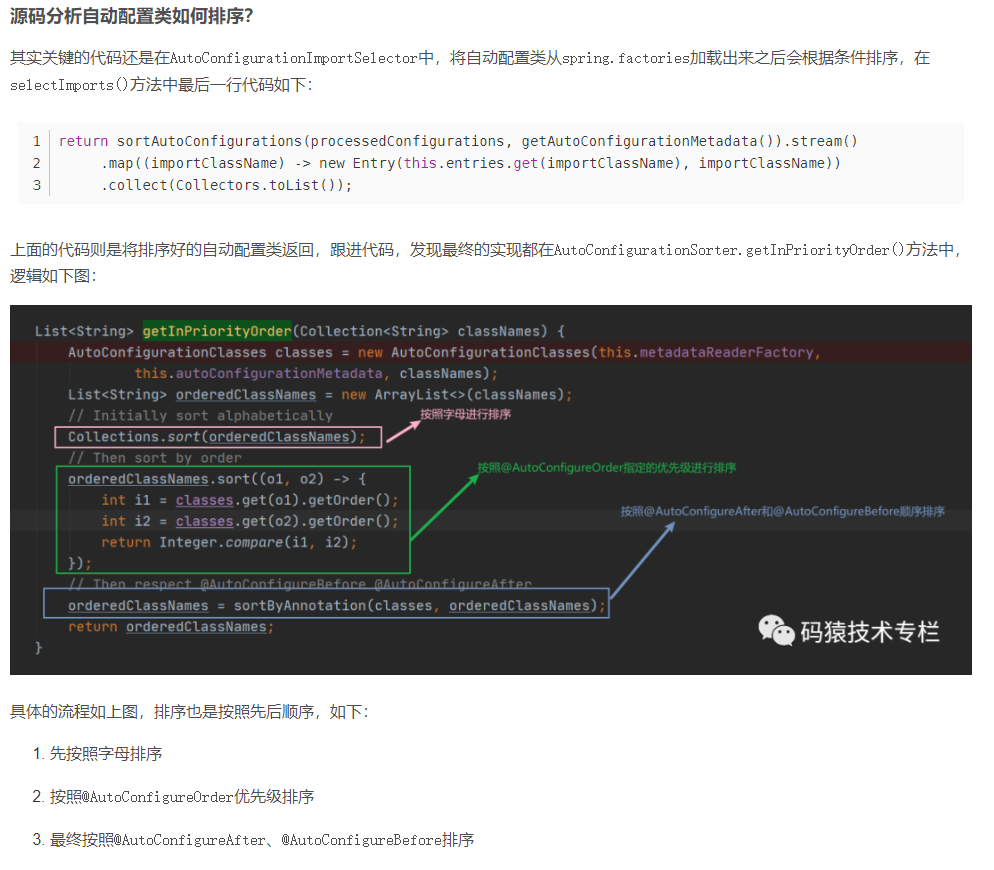 源码分析自动配置类如何排序？
其实关键的代码还是在AutoConfigurationImportSelector中，将自动配置类从spring.factories加载出来之后会根据条件排序，在
selectImports()方法中最后一行代码如下：
1 return sortAutoConfigurations(processedConfigurations, getAutoConfigurationMetadata()).stream()
2 .map((importClassName) -> new Entry(this.entries.get(importClassName), importClassName))
3 .collect(Collectors.toList());
上面的代码则是将排序好的自动配置类返回，跟进代码，发现最终的实现都在AutoConfigurationSorter.getInPriorityOrder()方法中，
逻辑如下图：
List<String> getInPriorityOrder(Collection<String> classNames) {
AutoConfigurationClasses classes = new AutoConfigurationClasses(this.metadataReaderFactory,
this.autoConfigurationMetadata, classNames);
List<String> orderedClassNames = new ArrayList<>(classNames);
// Initially sort alphabetically
按照字母进行排序
Collections.sort(orderedClassNames);
// Then sort by order
按照@AutoConfigureOrder指定的优先级进行排序
orderedClassNames.sort((o1, o2) -> {
int i1 = classes.get(o1).getOrder();
按照@AutoConfigureAfter和@AutoConfigureBefore顺序排序
int i2 = classes.get(o2).getOrder();
return Integer.compare(i1, i2);
});
// Then respect @AutoConfigureBefore @AutoConfigureAfter
orderedClassNames = sortByAnnotation(classes, orderedClassNames);
return orderedClassNames;
}
码猿技术专栏
具体的流程如上图，排序也是按照先后顺序，如下：
1. 先按照字母排序
2. 按照@AutoConfigureOrder优先级排序
3. 最终按照@AutoConfigureAfter、@AutoConfigureBefore排序